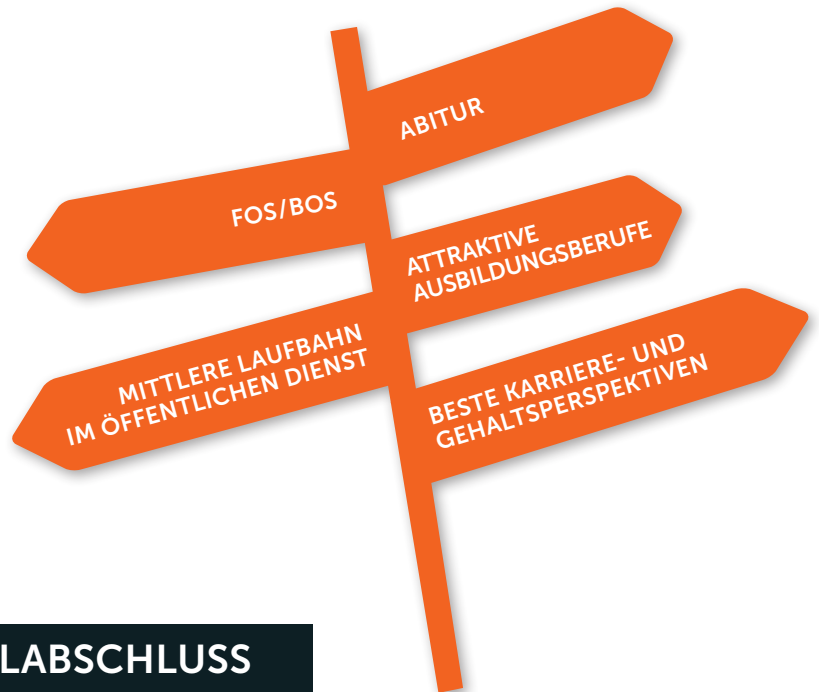 ABITUR
FOS/BOS
ATTRAKTIVE
AUSBILDUNGSBERUFE
MITTLERE LAUFBAHN
IM ÖFFENTLICHEN DIENST
BESTE KARRIERE- UND
GEHALTSPERSPEKTIVEN
LABSCHLUSS